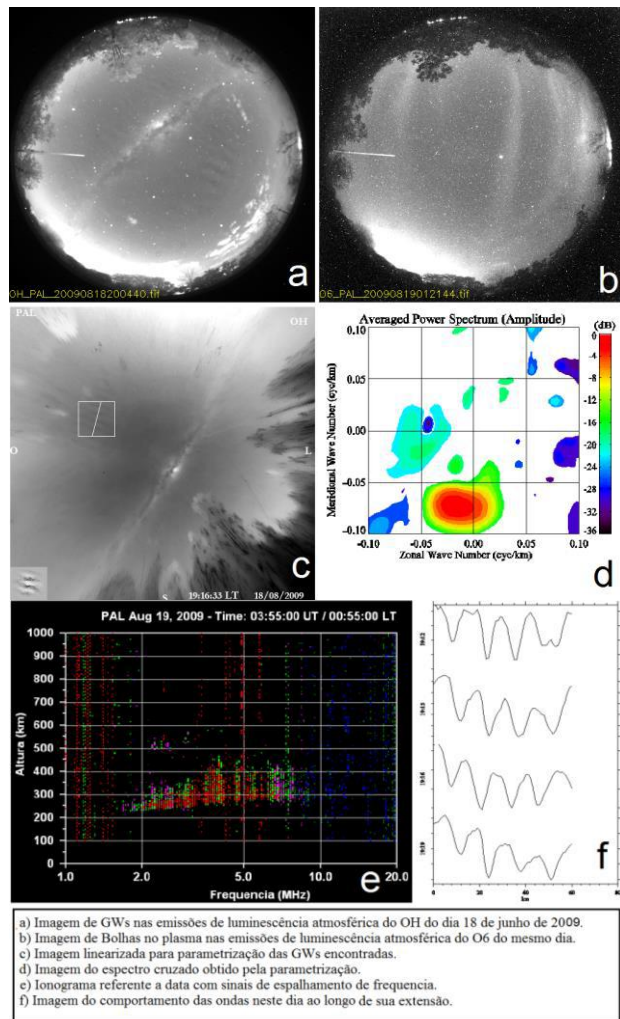 a
OH_PAL_20090818200440.tif
b
O6_PAL_20090819012144.tif
PAL
OH
O
L
S
19:16:33 LT 18/08/2009
c
Averaged Power Spectrum (Amplitude)
(dB)
0.10
0.05
0.00
-0.05
-0.10
Meridional Wave Number (cyc/km)
-0.10 -0.05 0.00 0.05 0.10
Zonal Wave Number (cyc/km)
0
-4
-8
-12
-16
-20
-24
-28
-32
-36
d
PAL Aug 19, 2009 - Time: 03:55:00 UT / 00:55:00 LT
Altura (km)
1000
900
800
700
600
500
400
300
200
100
0
1.0 2.0 5.0 10.0 20.0
Frequencia (MHz)
e
0 20 40 60 80
km
f
a) Imagem de GWs nas emissões de luminescência atmosférica do OH do dia 18 de junho de 2009.
b) Imagem de Bolhas no plasma nas emissões de luminescência atmosférica do O6 do mesmo dia.
c) Imagem linearizada para parametrização das GWs encontradas.
d) Imagem do espectro cruzado obtido pela parametrização.
e) Ionograma referente a data com sinais de espalhamento de frequencia.
f) Imagem do comportamento das ondas neste dia ao longo de sua extensão.